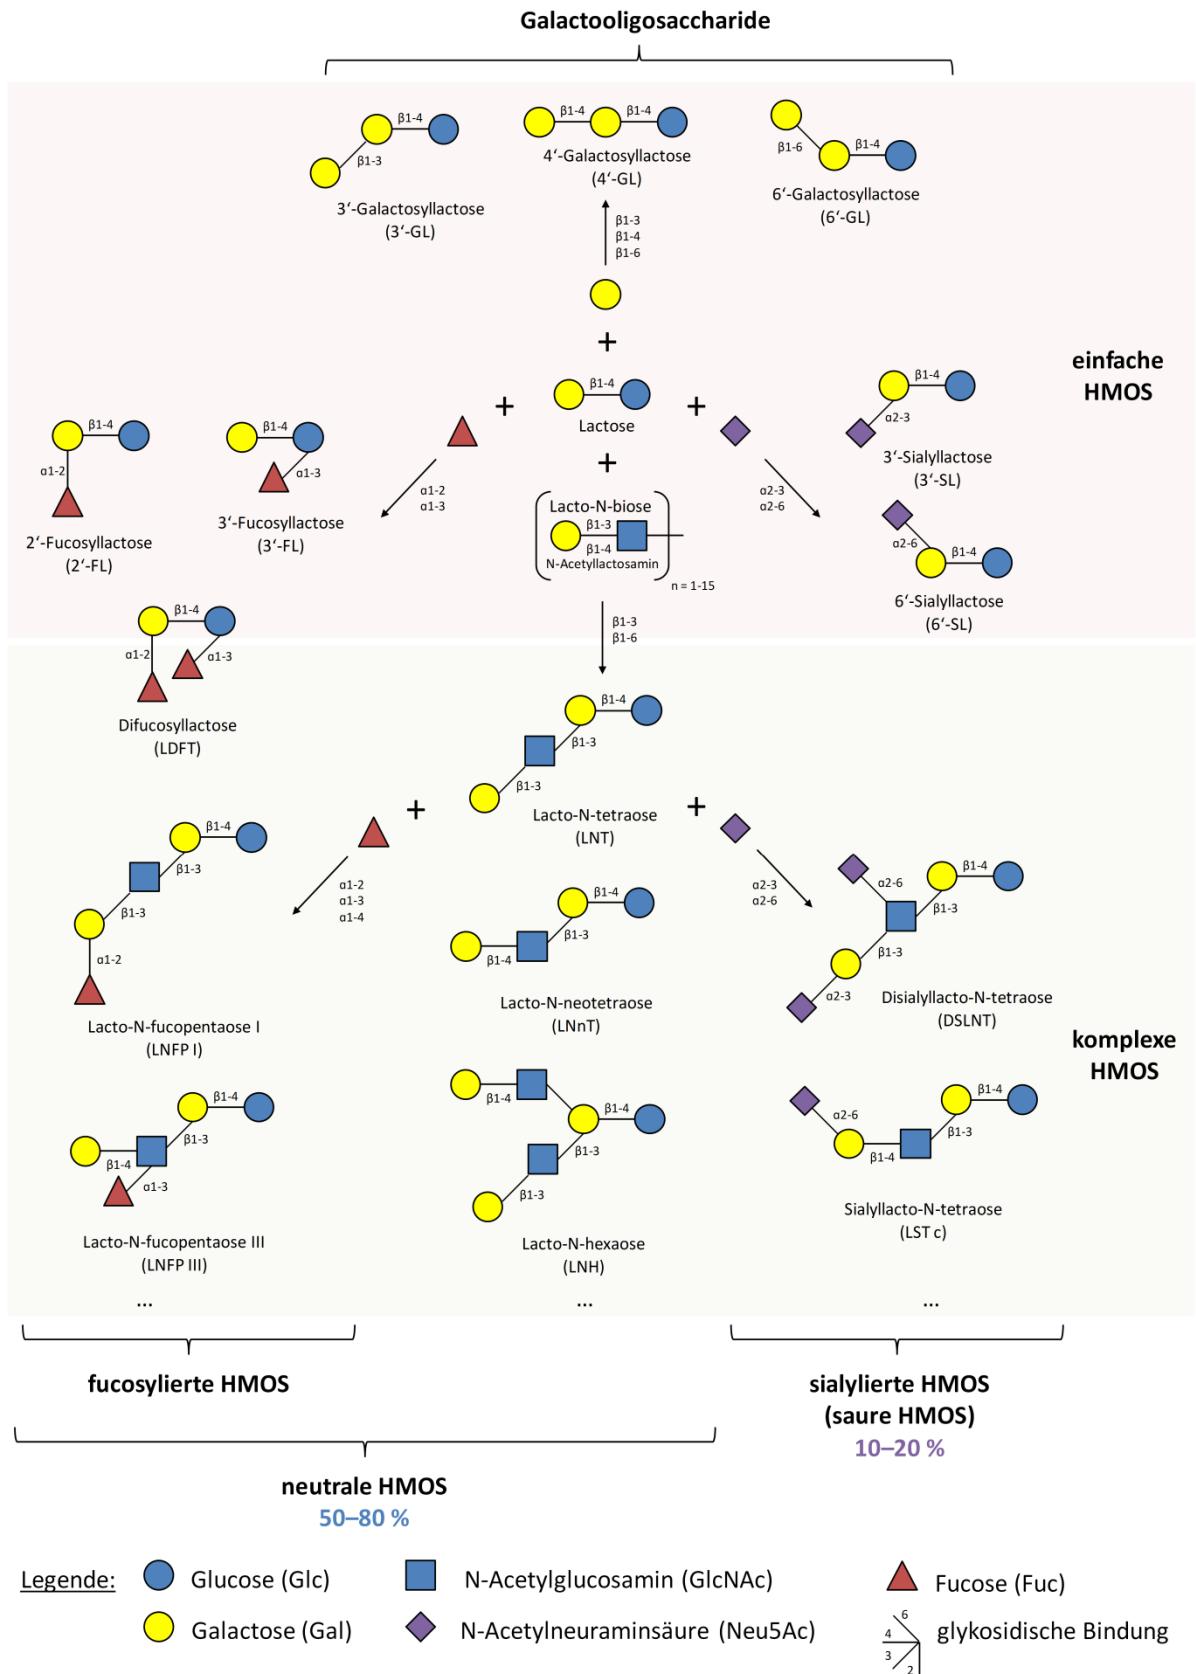 Galactooligosaccharide
β1-4
β1-3
3‘-Galactosyllactose
(3‘-GL)
β1-4 β1-4
4‘-Galactosyllactose
(4‘-GL)
β1-6
β1-4
6‘-Galactosyllactose
(6‘-GL)
β1-3
β1-4
β1-6
+
einfache
HMOS
β1-4
Lactose
+
+
+
β1-4
α1-2
2‘-Fucosyllactose
(2‘-FL)
β1-4
α1-3
3‘-Fucosyllactose
(3‘-FL)
α1-2
α1-3
Lacto-N-biose
β1-3
β1-4
N-Acetyllactosamin
n = 1-15
α2-3
α2-6
β1-4
α2-3
3‘-Sialyllactose
(3‘-SL)
α2-6
β1-4
6‘-Sialyllactose
(6‘-SL)
β1-3
β1-6
β1-4
α1-2
α1-3
Difucosyllactose
(LDFT)
β1-4
β1-3
β1-3
Lacto-N-tetraose
(LNT)
+
+
α1-2
α1-3
α1-4
α2-3
α2-6
β1-4
β1-3
β1-3
α1-2
Lacto-N-fucopentaose I
(LNFP I)
β1-4
β1-3
β1-4
Lacto-N-neotetraose
(LNnT)
β1-4
α2-6
β1-3
β1-3
α2-3
Disialyllacto-N-tetraose
(DSLNT)
komplexe
HMOS
β1-4
β1-3
β1-4
α1-3
Lacto-N-fucopentaose III
(LNFP III)
...
β1-4
β1-4
β1-3
β1-3
Lacto-N-hexaose
(LNH)
...
β1-4
α2-6
β1-3
β1-4
Sialyllacto-N-tetraose
(LST c)
...
fucosylierte HMOS
sialylierte HMOS
(saure HMOS)
10–20 %
neutrale HMOS
50–80 %
Legende:
Glucose (Glc)
N-Acetylglucosamin (GlcNAc)
Fucose (Fuc)
Galactose (Gal)
N-Acetylneuraminsäure (Neu5Ac)
6
4
3
2
glykosidische Bindung